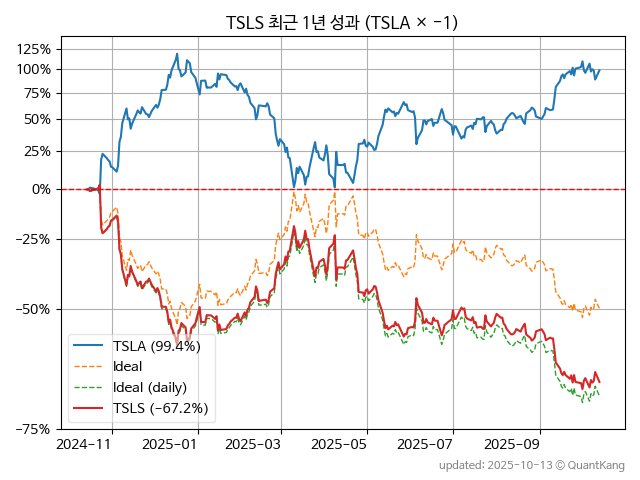 TSLS 최근 1년 성과 (TSLA × −1)
125%
100%
75%
50%
25%
0%
−25%
−50%
−75%
TSLA (99.4%)
Ideal
Ideal (daily)
TSLS (−67.2%)
2024-11
2025-01
2025-03
2025-05
2025-07
2025-09
updated: 2025-10-13 © QuantKang